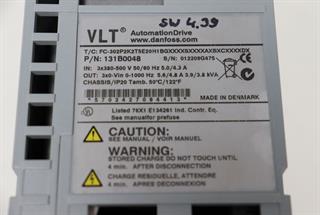 SW 4.39
VLT® AutomationDrive
www.danfoss.com
T/C: FC-302P2K2T5E20H1BGXXXXSXXXXAXBXCXXXXDX
P/N: 131B0048 S/N: 012209G475
IN: 3x380-500 V 50/60 Hz 5.0/4.3 A
OUT: 3x0-Vin 0-1000 Hz 5.6/4.8 A 3.9/3.8 kVA
CHASSIS/IP20 Tamb. 50°C/122°F
MADE IN DENMARK
Listed 76X1 E134261 Ind. Contr. Eq.
See manual for prefuse
CAUTION:
SEE MANUAL / VOIR MANUEL
WARNING:
STORED CHARGE DO NOT TOUCH UNTIL
4 min. AFTER DISCONNECTION
CHARGE RESIDUELLE, ATTENDRE
4 min. APRES DECONNEXION